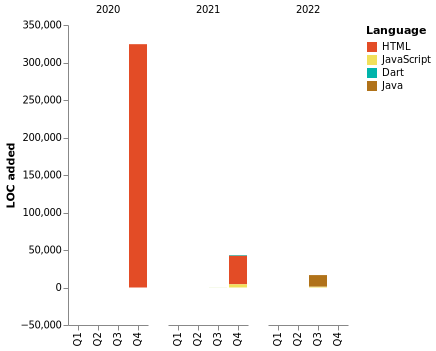 2020 2021 2022
Language
HTML
JavaScript
Dart
Java
LOC added
350,000
300,000
250,000
200,000
150,000
100,000
50,000
0
−50,000
Q1 Q2 Q3 Q4 Q1 Q2 Q3 Q4 Q1 Q2 Q3 Q4